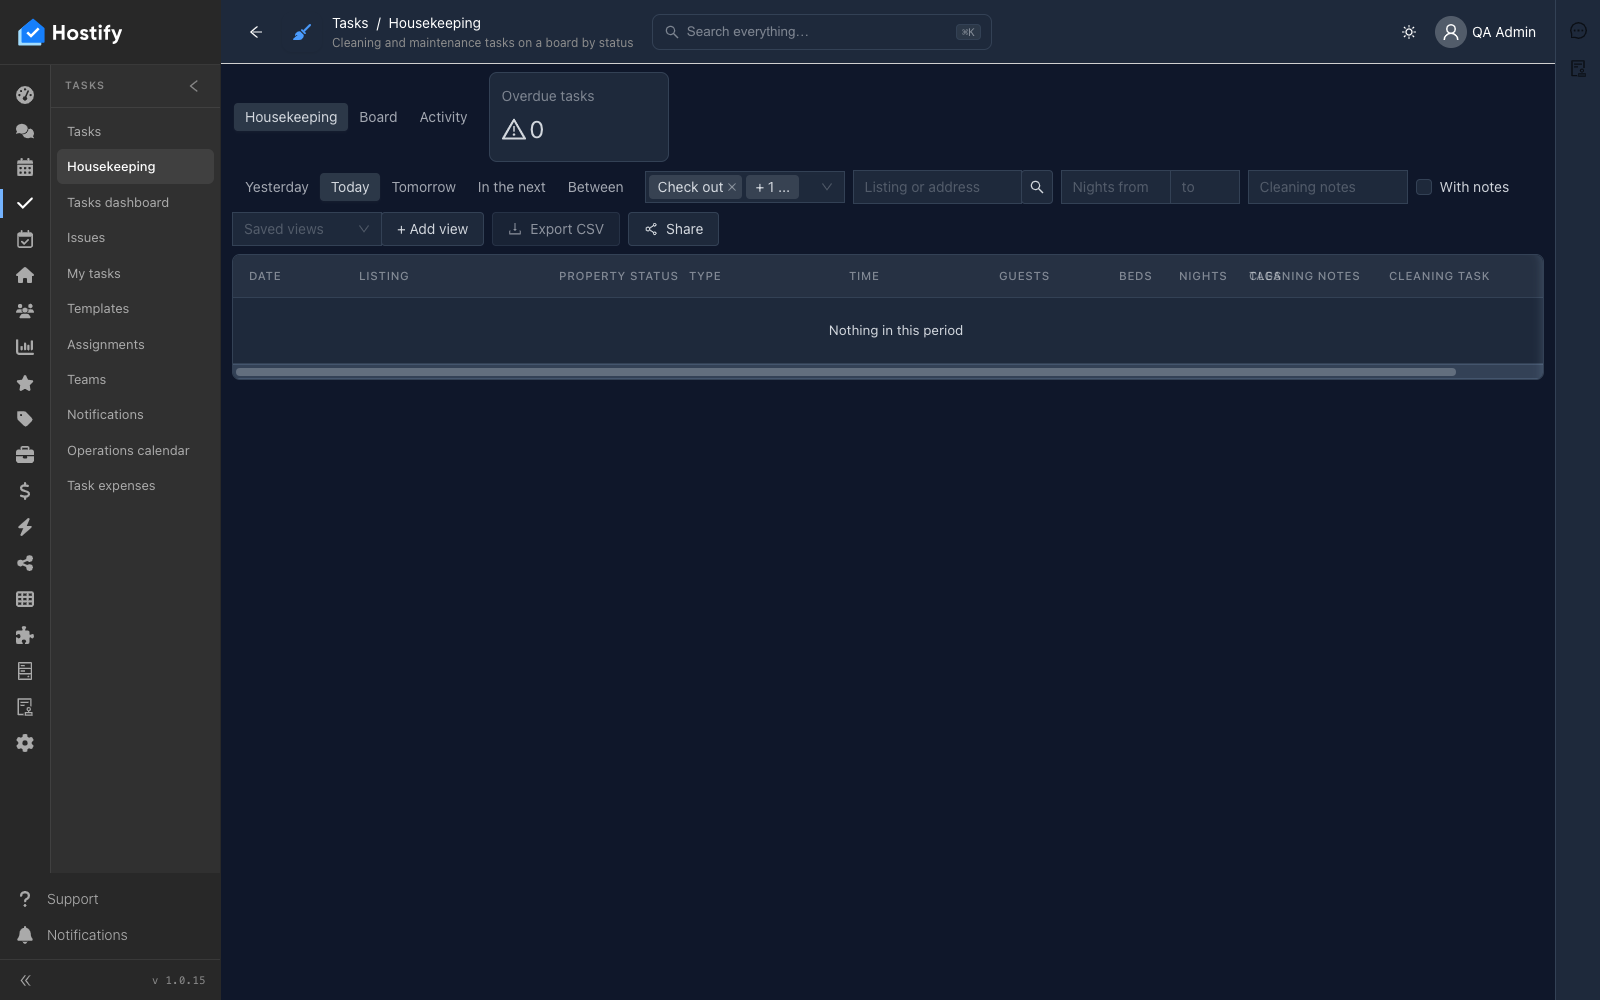 Hostify
TASKS
Tasks
Housekeeping
Tasks dashboard
Issues
My tasks
Templates
Assignments
Teams
Notifications
Operations calendar
Task expenses
Support
Notifications
v 1.0.15
Tasks / Housekeeping
Cleaning and maintenance tasks on a board by status
Search everything...
⌘K
QA Admin
Housekeeping
Board
Activity
Overdue tasks
0
Yesterday
Today
Tomorrow
In the next
Between
Check out
+ 1 ...
Listing or address
Nights from
to
Cleaning notes
With notes
Saved views
+ Add view
Export CSV
Share
DATE
LISTING
PROPERTY STATUS
TYPE
TIME
GUESTS
BEDS
NIGHTS
TAGS
CLEANING NOTES
CLEANING TASK
Nothing in this period